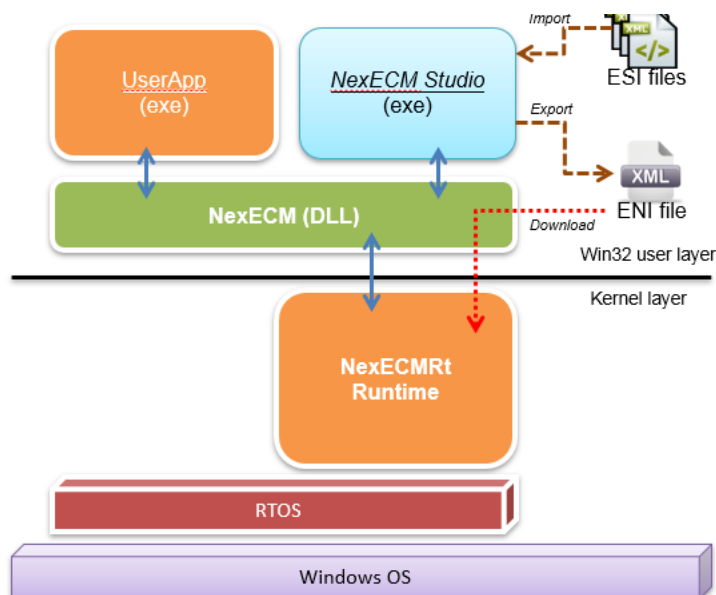 Import
XML
</>
ESI files
UserApp
(exe)
NexECM Studio
(exe)
Export
XML
ENI file
NexECM (DLL)
Download
Win32 user layer
Kernel layer
NexECMRt
Runtime
RTOS
Windows OS